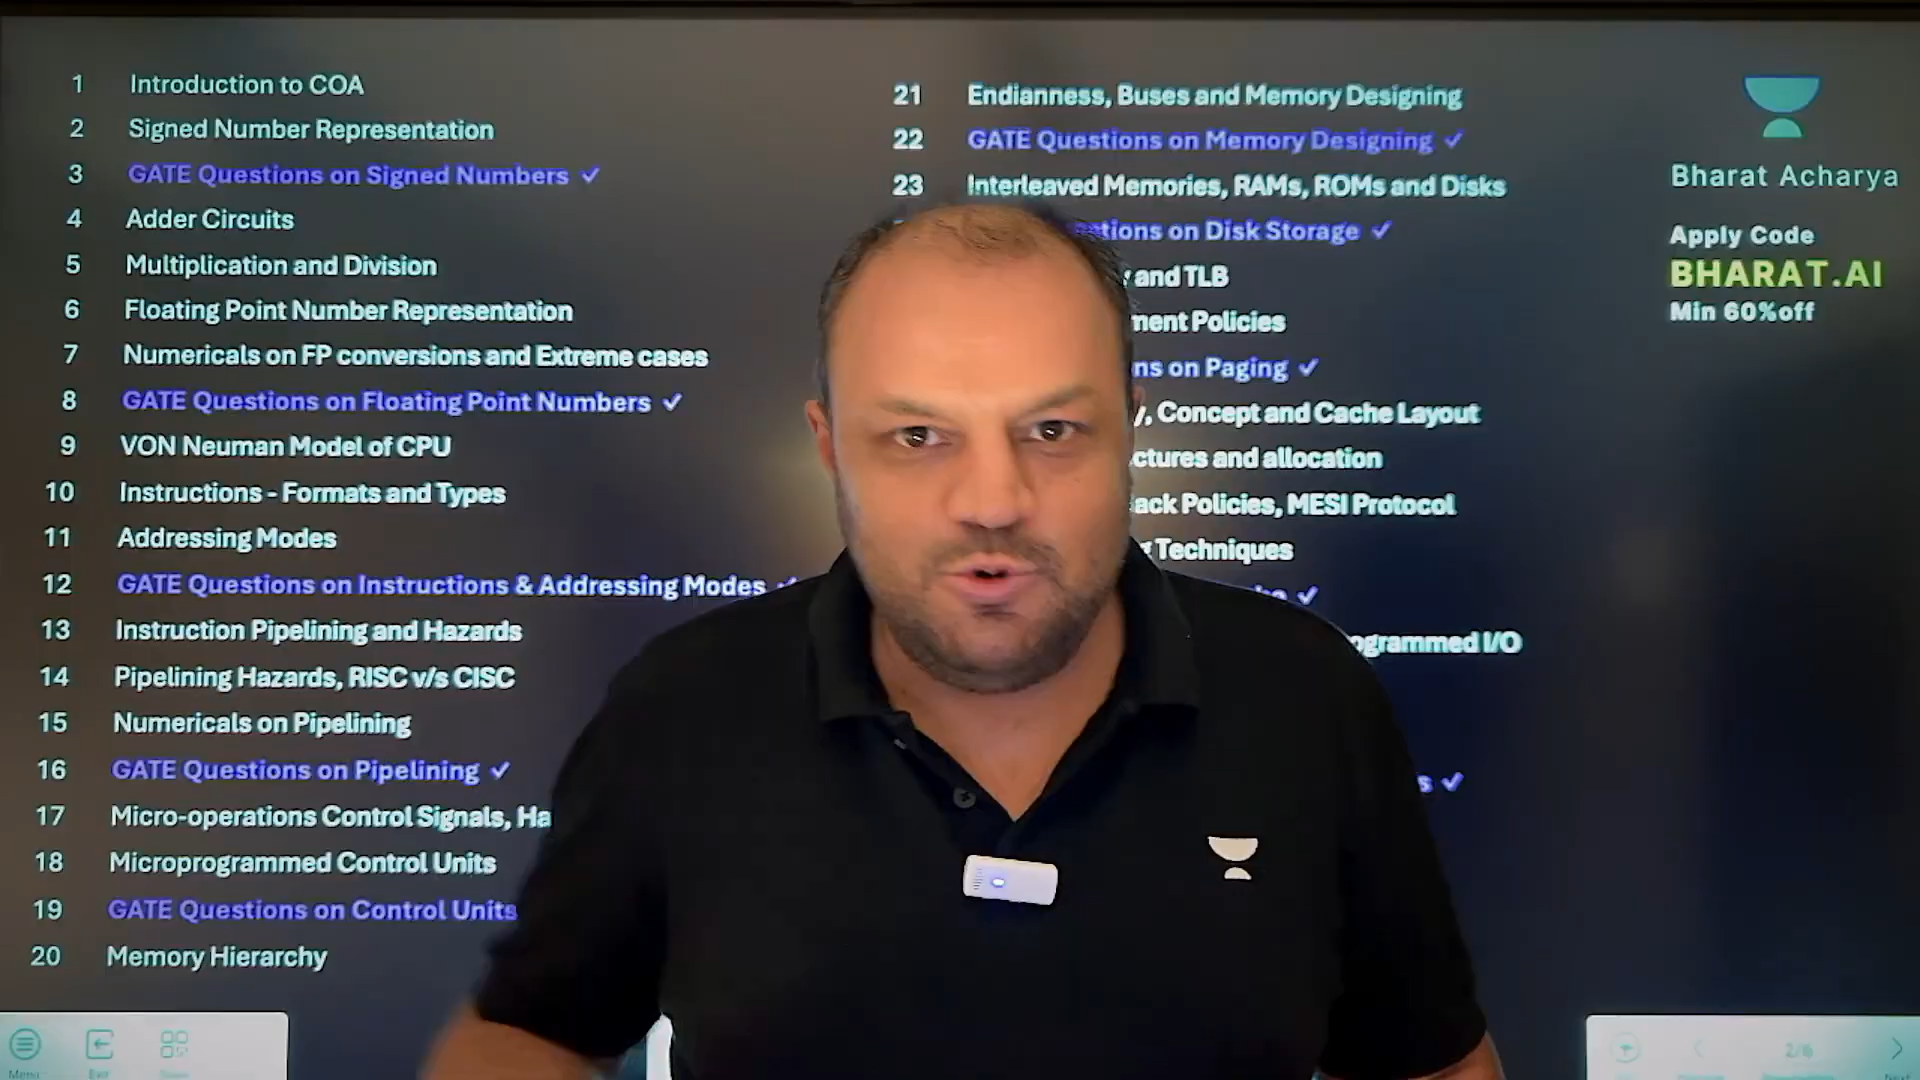 1 Introduction to COA
2 Signed Number Representation
3 GATE Questions on Signed Numbers ✓
4 Adder Circuits
5 Multiplication and Division
6 Floating Point Number Representation
7 Numericals on FP conversions and Extreme cases
8 GATE Questions on Floating Point Numbers ✓
9 VON Neuman Model of CPU
10 Instructions - Formats and Types
11 Addressing Modes
12 GATE Questions on Instructions & Addressing Modes
13 Instruction Pipelining and Hazards
14 Pipelining Hazards, RISC v/s CISC
15 Numericals on Pipelining
16 GATE Questions on Pipelining ✓
17 Micro-operations Control Signals,
18 Microprogrammed Control Units
19 GATE Questions on Control Units
20 Memory Hierarchy
21 Endianness, Buses and Memory Designing
22 GATE Questions on Memory Designing ✓
23 Interleaved Memories, RAMs, ROMs and Disks
on Disk Storage ✓
and TLB
Policies
on Paging ✓
Concept and Cache Layout
and allocation
Policies, MESI Protocol
Techniques
✓
I/O
✓
Bharat Acharya
Apply Code
BHARAT.AI
Min 60%off
Menu
Exit
2/6
Next